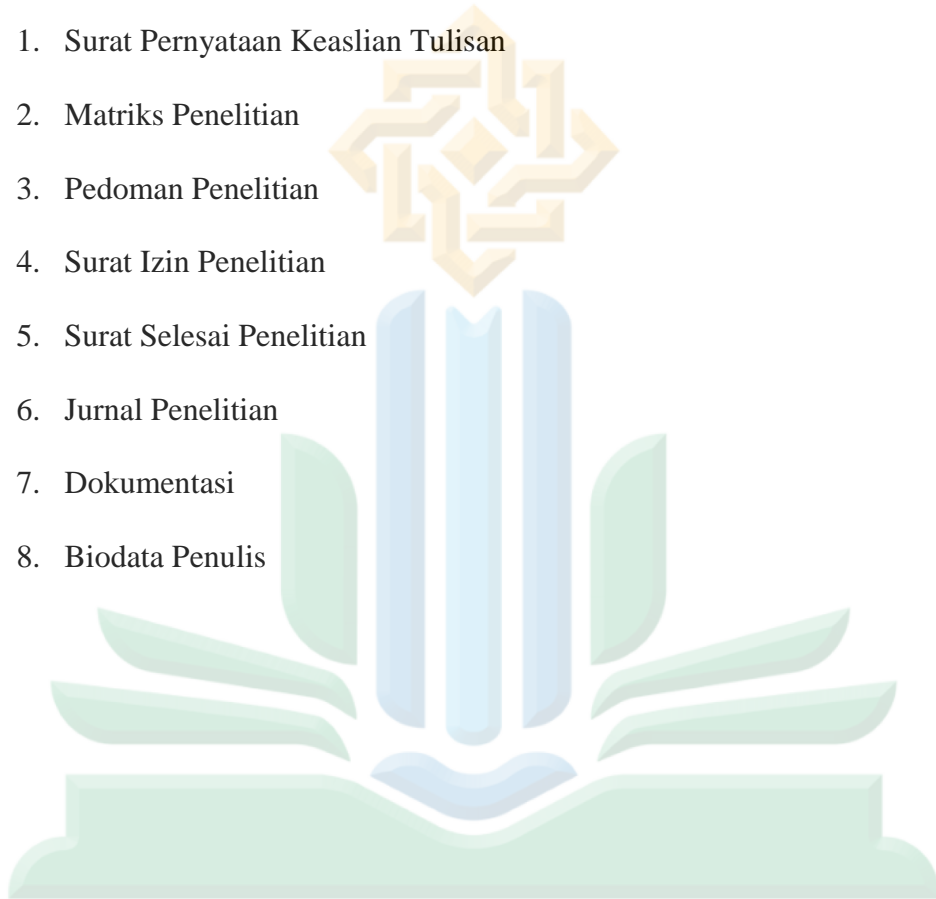 1. Surat Pernyataan Keaslian Tulisan
2. Matriks Penelitian
3. Pedoman Penelitian
4. Surat Izin Penelitian
5. Surat Selesai Penelitian
6. Jurnal Penelitian
7. Dokumentasi
8. Biodata Penulis